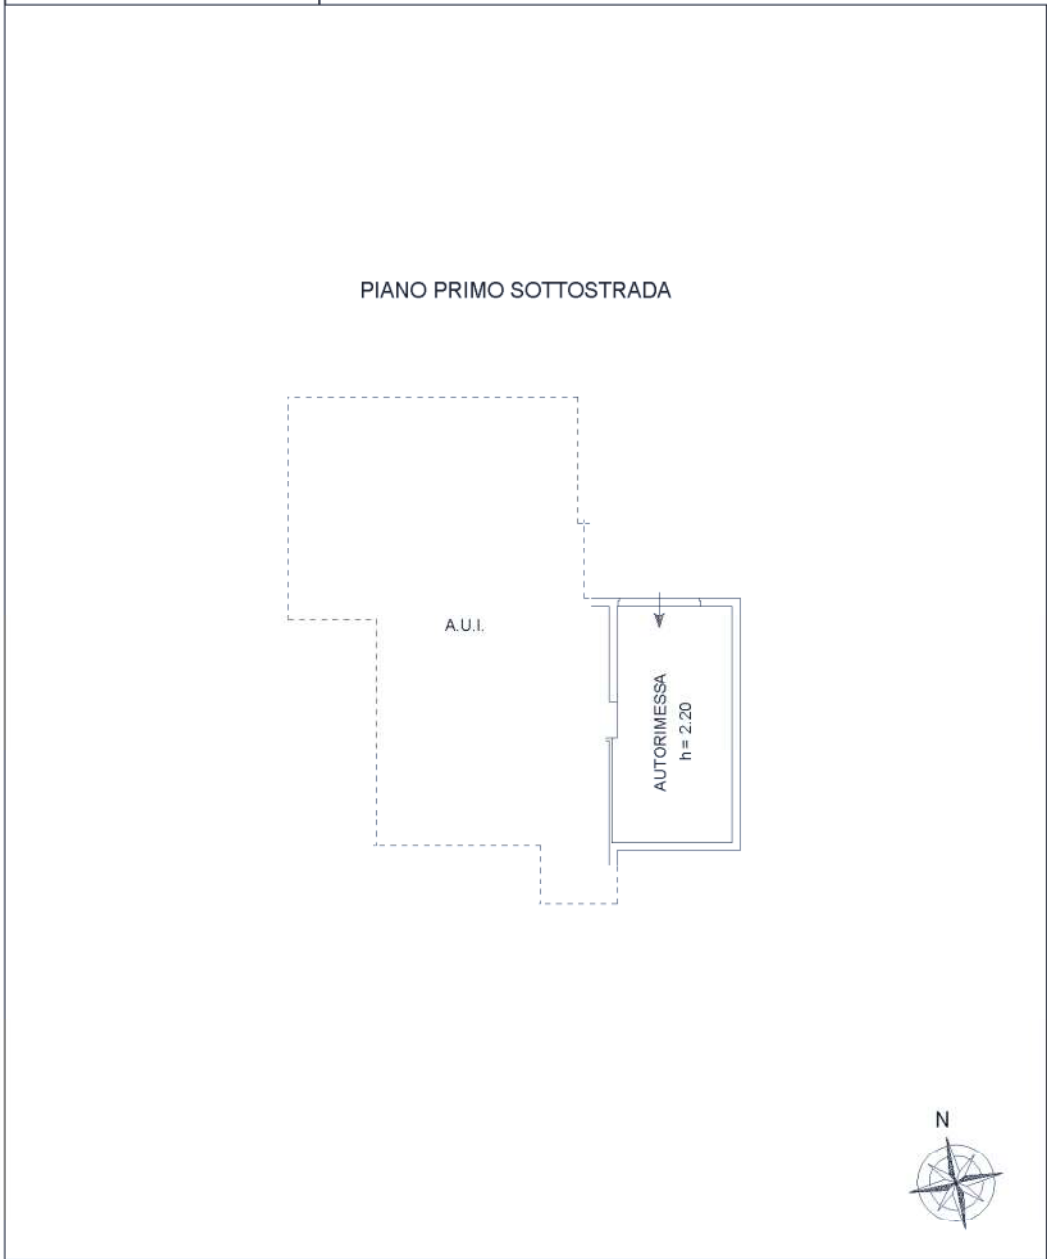 PIANO PRIMO SOTTOSTRADA
A.U.I.
AUTORIMESSA
h = 2.20
N